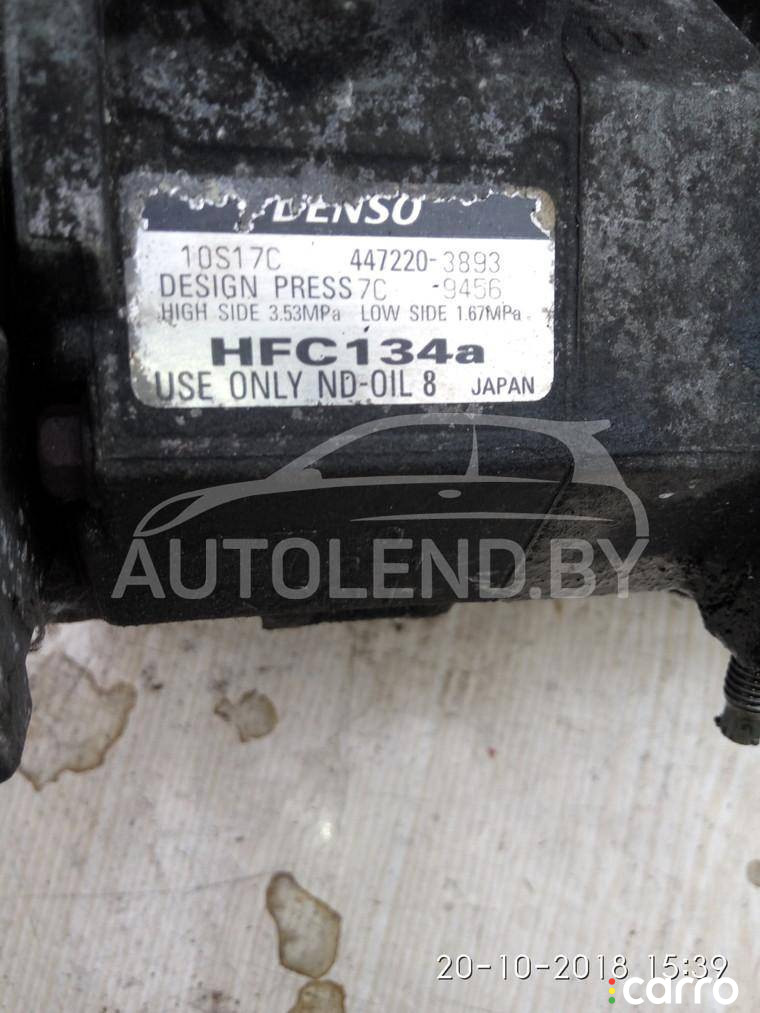 DENSO
10S17C 447220-3893
DESIGN PRESS 7C -9456
HIGH SIDE 3.53MPa LOW SIDE 1.67MPa
HFC134a
USE ONLY ND-OIL 8 JAPAN
AUTOLEND.BY
20-10-2018 15:39
carro